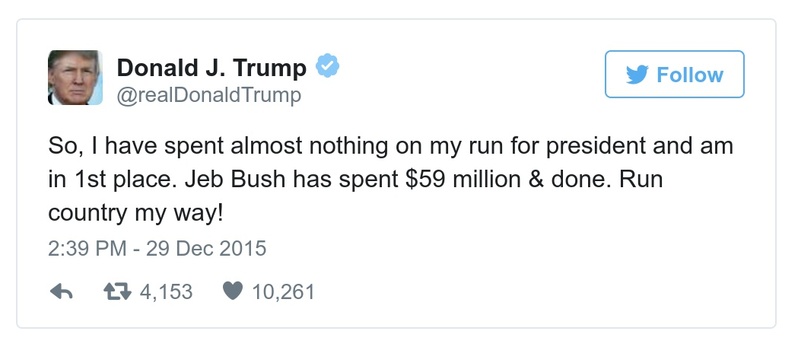 Donald J. Trump
@realDonaldTrump
Follow
So, I have spent almost nothing on my run for president and am
in 1st place. Jeb Bush has spent $59 million & done. Run
country my way!
2:39 PM - 29 Dec 2015
4,153 10,261